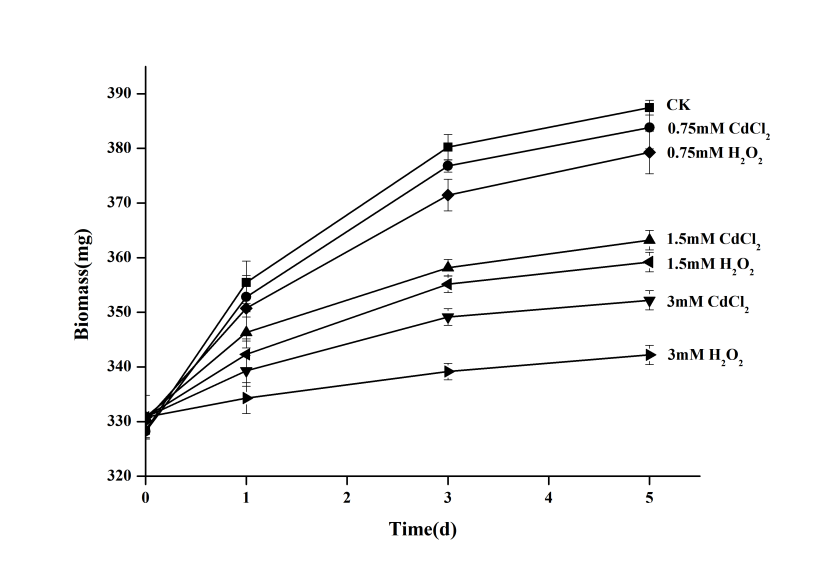 390
380
370
360
350
340
330
320
0
1
2
3
4
5
Biomass(mg)
Time(d)
CK
0.75mM CdCl₂
0.75mM H₂O₂
1.5mM CdCl₂
1.5mM H₂O₂
3mM CdCl₂
3mM H₂O₂